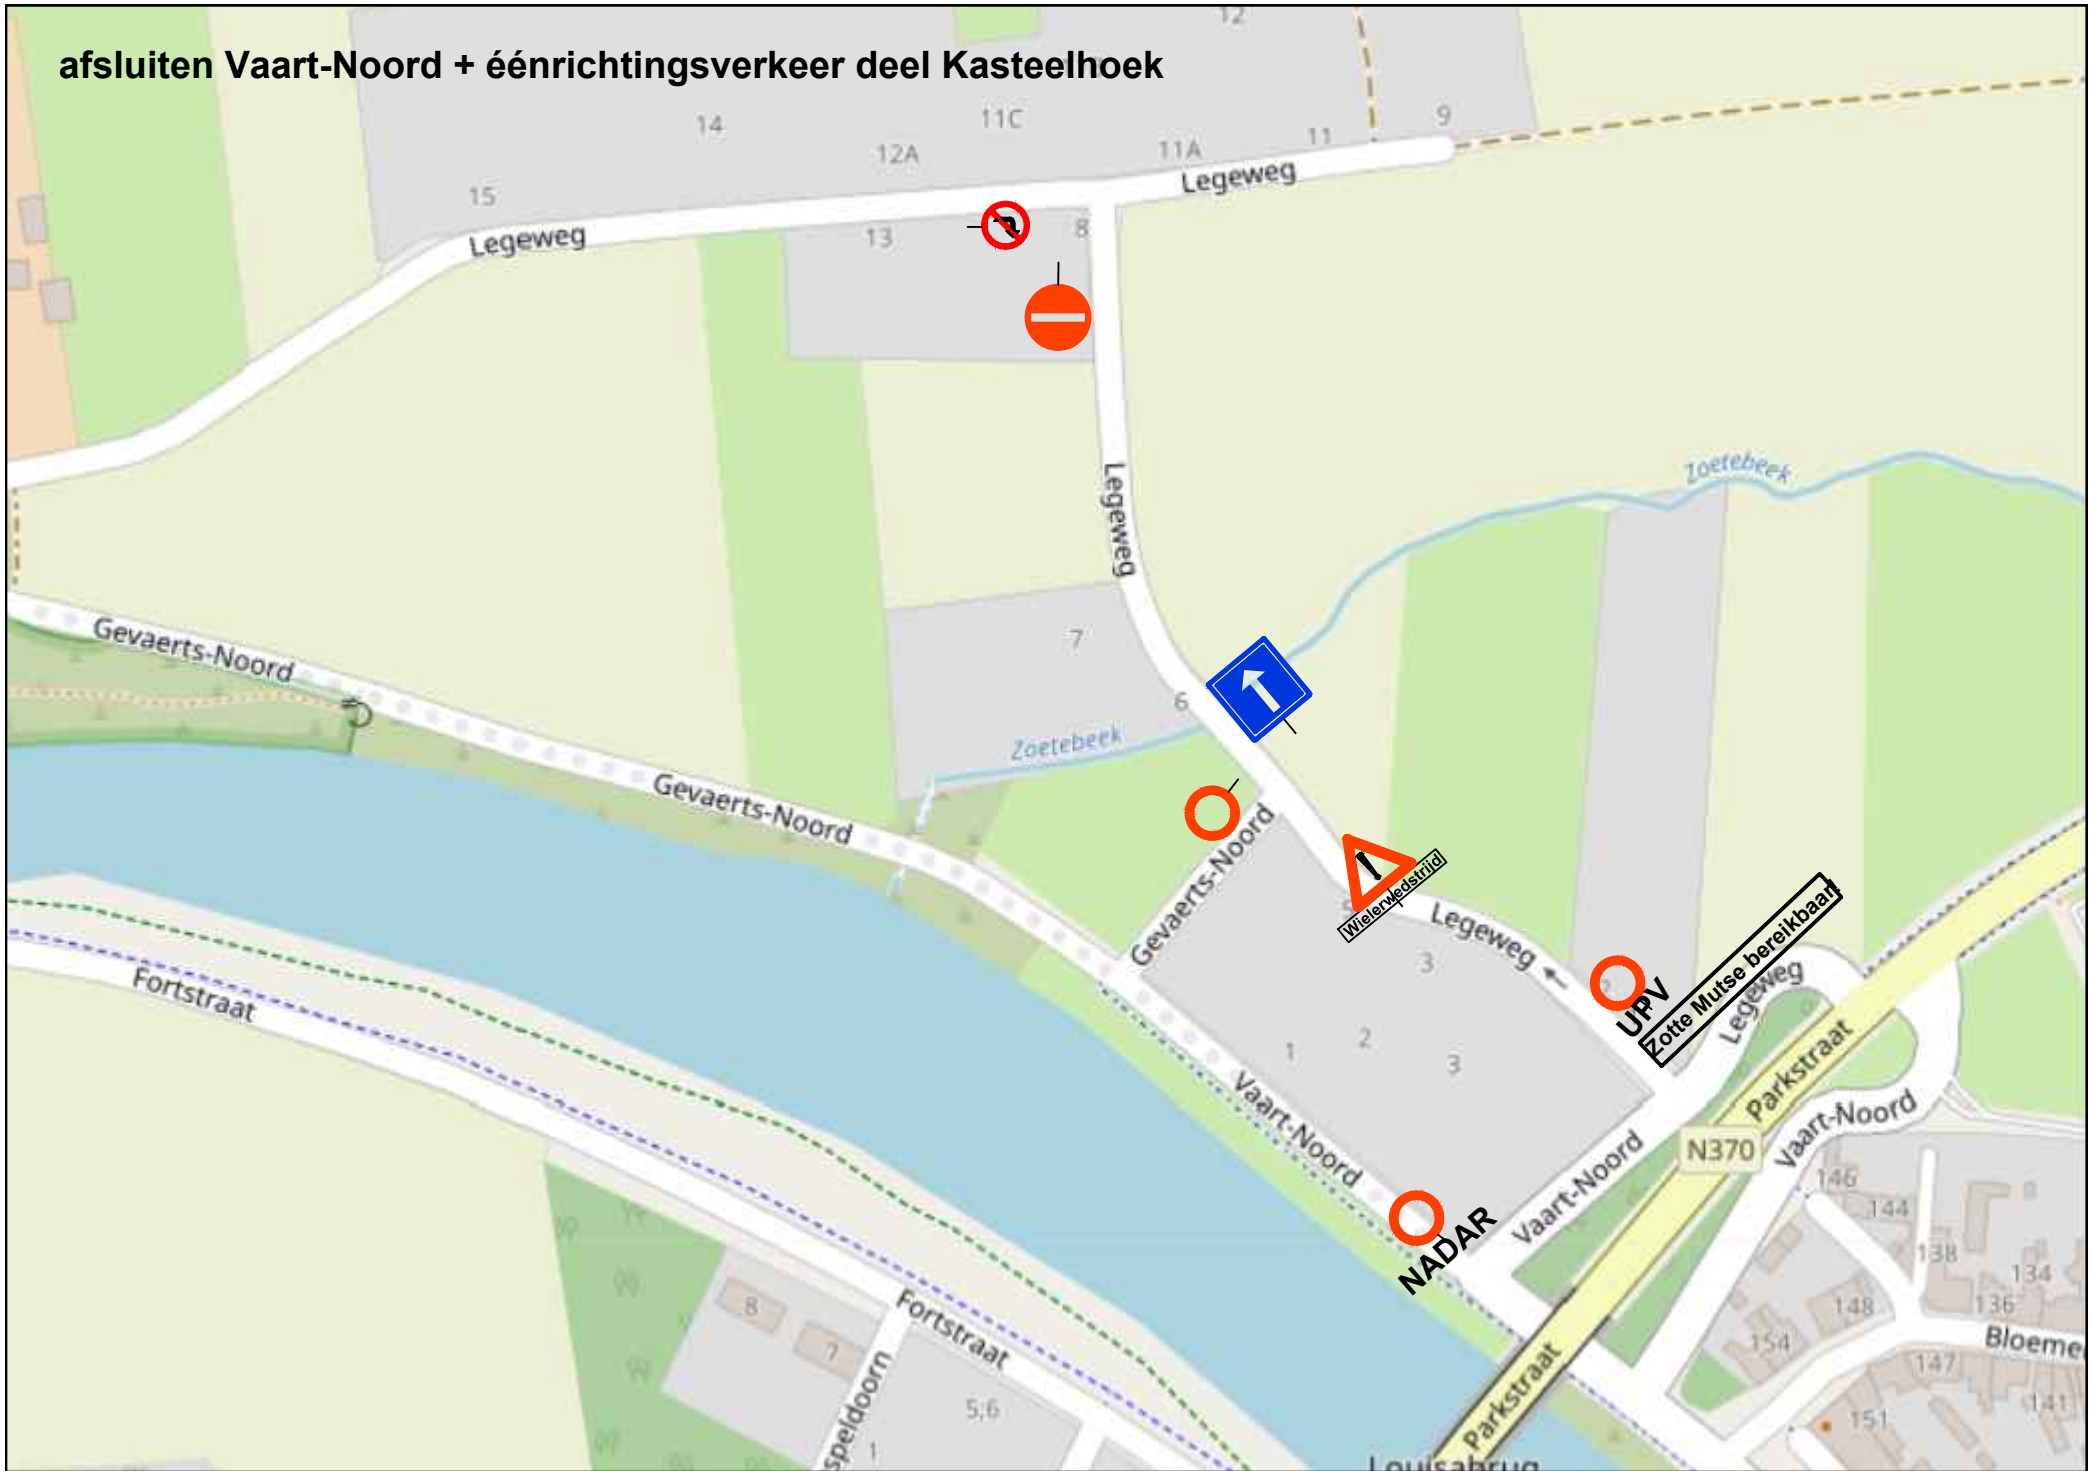 12
afsluiten Vaart-Noord + éénrichtingsverkeer deel Kasteelhoek
14
11C
12A
11A
11
9
Legeweg
15
Legeweg
13
8
Legeweg
Zoetebeek
7
6
Gevaerts-Noord
Zoetebeek
Gevaerts-Noord
Gevaerts-Noord
Wielerwedstrijd
Legeweg
3
2
1
3
UPV
Zotte Mutse bereikbaar!
Legeweg
Parkstraat
N370
Vaart-Noord
Vaart-Noord
Vaart-Noord
NADAR
Fortstraat
Fortstraat
8
7
speldoorn
1
5;6
Parkstraat
Louisabrug
146
144
138
134
136
148
154
147
141
151
Bloeme